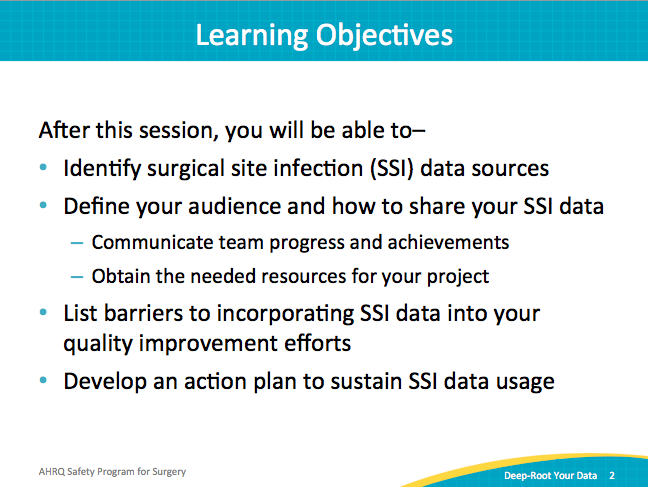 Learning Objectives
After this session, you will be able to–
• Identify surgical site infection (SSI) data sources
• Define your audience and how to share your SSI data
– Communicate team progress and achievements
– Obtain the needed resources for your project
• List barriers to incorporating SSI data into your
quality improvement efforts
• Develop an action plan to sustain SSI data usage
AHRQ Safety Program for Surgery
Deep-Root Your Data 2